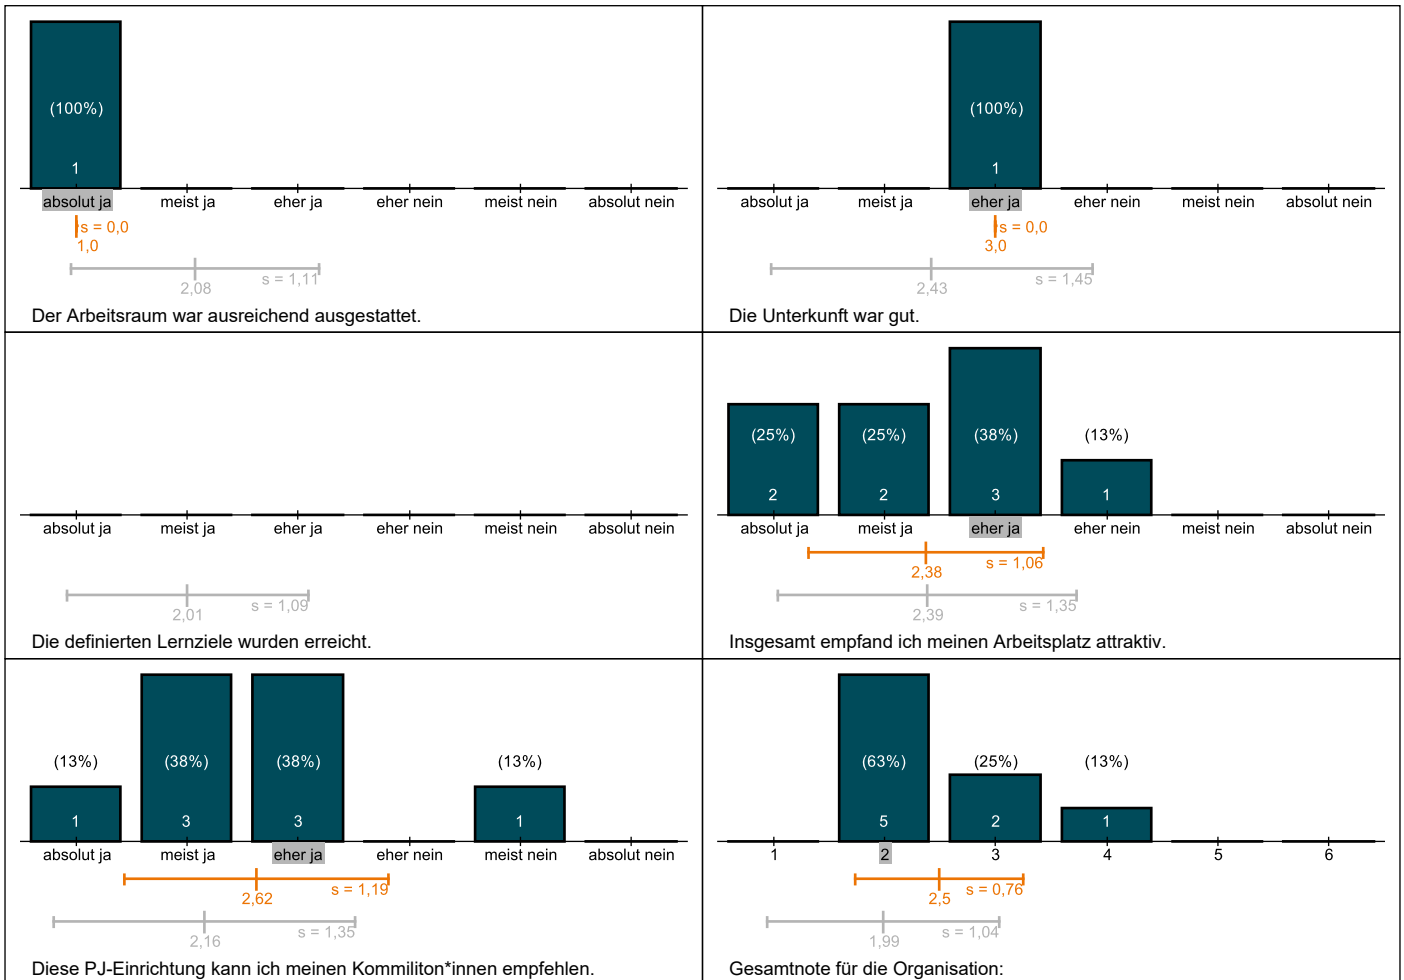 (100%)
1
absolut ja meist ja eher ja eher nein meist nein absolut nein
s = 0,0
1,0
s = 1,11
2,08
Der Arbeitsraum war ausreichend ausgestattet.
(100%)
1
absolut ja meist ja eher ja eher nein meist nein absolut nein
s = 0,0
3,0
s = 1,45
2,43
Die Unterkunft war gut.
absolut ja meist ja eher ja eher nein meist nein absolut nein
s = 1,09
2,01
Die definierten Lernziele wurden erreicht.
(25%) (25%) (38%) (13%)
2 2 3 1
absolut ja meist ja eher ja eher nein meist nein absolut nein
s = 1,06
2,38
s = 1,35
2,39
Insgesamt empfand ich meinen Arbeitsplatz attraktiv.
(13%) (38%) (38%) (13%)
1 3 3 1
absolut ja meist ja eher ja eher nein meist nein absolut nein
s = 1,19
2,62
s = 1,35
2,16
Diese PJ-Einrichtung kann ich meinen Kommiliton*innen empfehlen.
(63%) (25%) (13%)
5 2 1
1 2 3 4 5 6
s = 0,76
2,5
s = 1,04
1,99
Gesamtnote für die Organisation: